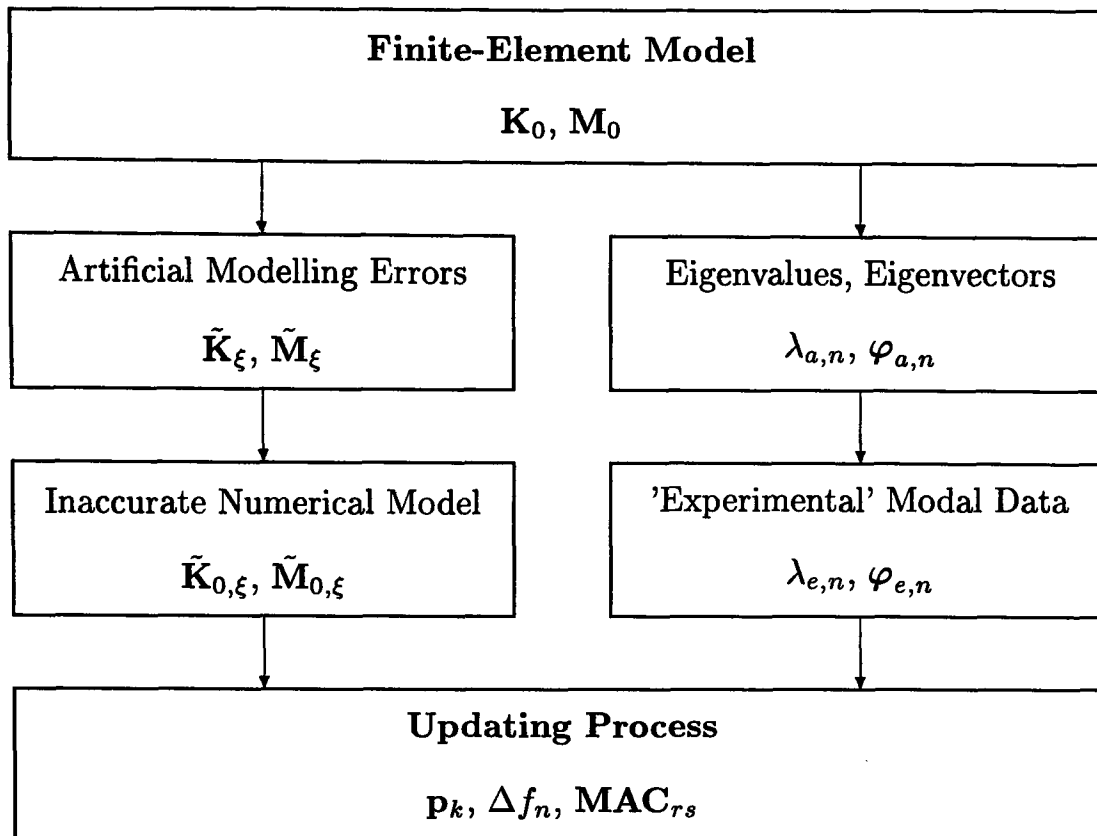 Finite-Element Model
K₀, M₀
Artificial Modelling Errors
K̃_ξ, M̃_ξ
Eigenvalues, Eigenvectors
λ_{a,n}, φ_{a,n}
Inaccurate Numerical Model
K̃_{0,ξ}, M̃_{0,ξ}
'Experimental' Modal Data
λ_{e,n}, φ_{e,n}
Updating Process
p_k, Δf_n, MAC_{rs}